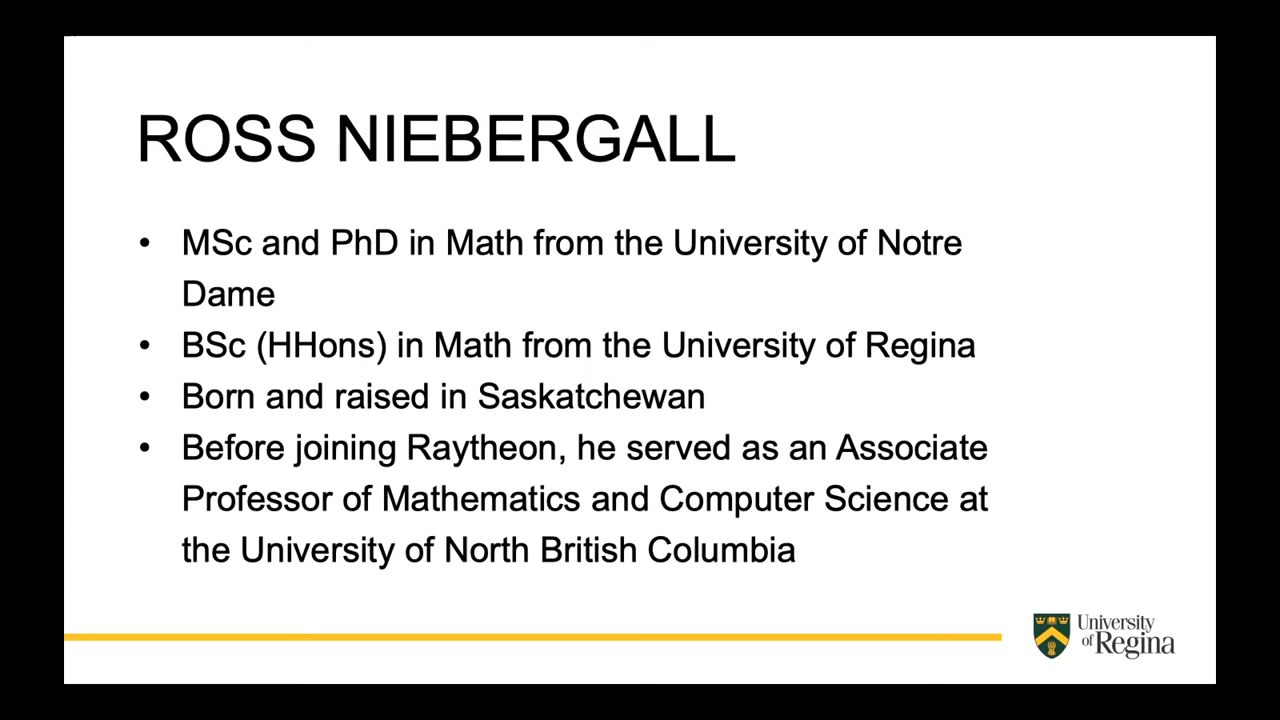 ROSS NIEBERGALL
• MSc and PhD in Math from the University of Notre
Dame
• BSc (HHons) in Math from the University of Regina
• Born and raised in Saskatchewan
• Before joining Raytheon, he served as an Associate
Professor of Mathematics and Computer Science at
the University of North British Columbia
University
of Regina